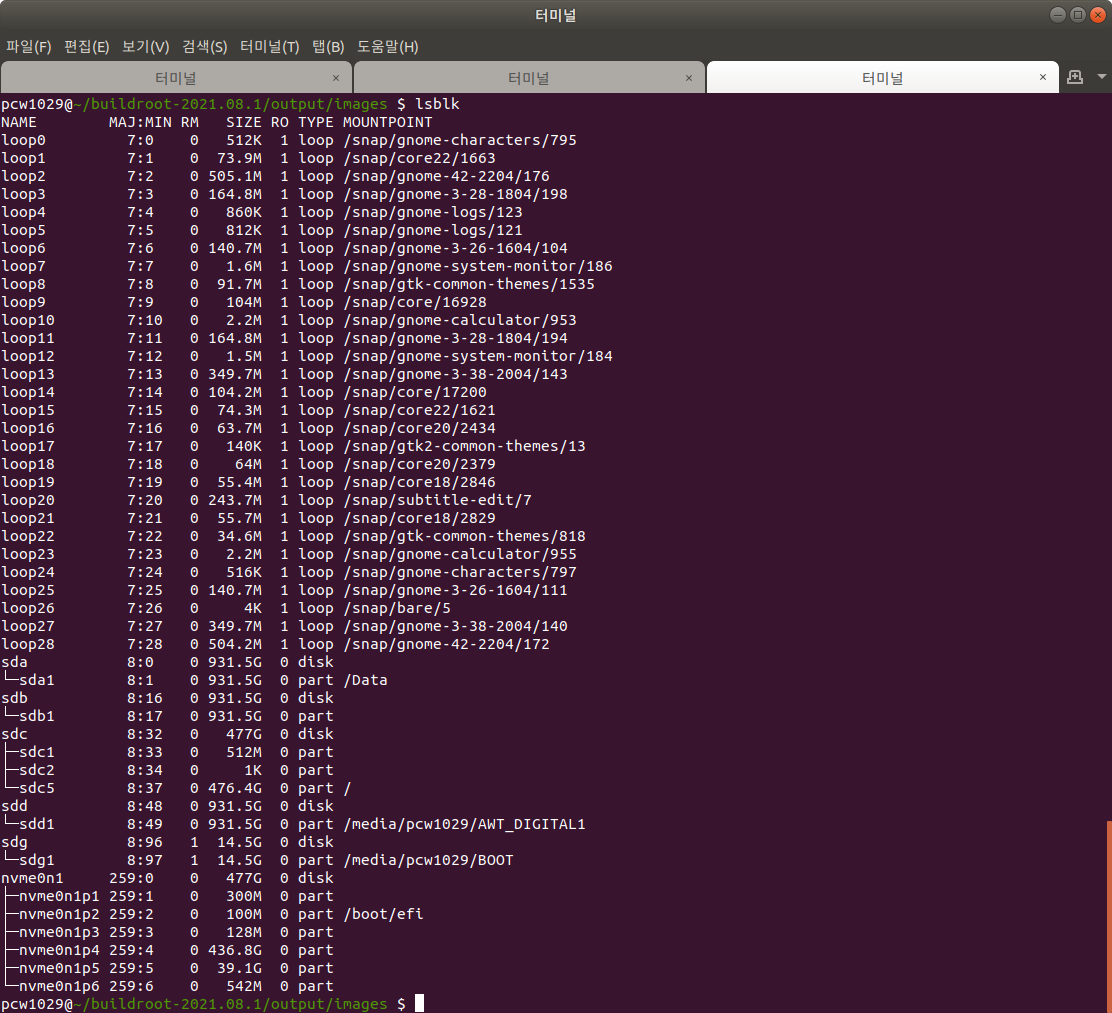 터미널
파일(F) 편집(E) 보기(V) 검색(S) 터미널(T) 탭(B) 도움말(H)
터미널 × 터미널 × 터미널 ×
pcw1029@~/buildroot-2021.08.1/output/images $ lsblk
NAME        MAJ:MIN RM   SIZE RO TYPE MOUNTPOINT
loop0         7:0    0   512K  1 loop /snap/gnome-characters/795
loop1         7:1    0  73.9M  1 loop /snap/core22/1663
loop2         7:2    0 505.1M  1 loop /snap/gnome-42-2204/176
loop3         7:3    0 164.8M  1 loop /snap/gnome-3-28-1804/198
loop4         7:4    0   860K  1 loop /snap/gnome-logs/123
loop5         7:5    0   812K  1 loop /snap/gnome-logs/121
loop6         7:6    0 140.7M  1 loop /snap/gnome-3-26-1604/104
loop7         7:7    0   1.6M  1 loop /snap/gnome-system-monitor/186
loop8         7:8    0  91.7M  1 loop /snap/gtk-common-themes/1535
loop9         7:9    0   104M  1 loop /snap/core/16928
loop10        7:10   0   2.2M  1 loop /snap/gnome-calculator/953
loop11        7:11   0 164.8M  1 loop /snap/gnome-3-28-1804/194
loop12        7:12   0   1.5M  1 loop /snap/gnome-system-monitor/184
loop13        7:13   0 349.7M  1 loop /snap/gnome-3-38-2004/143
loop14        7:14   0 104.2M  1 loop /snap/core/17200
loop15        7:15   0  74.3M  1 loop /snap/core22/1621
loop16        7:16   0  63.7M  1 loop /snap/core20/2434
loop17        7:17   0   140K  1 loop /snap/gtk2-common-themes/13
loop18        7:18   0    64M  1 loop /snap/core20/2379
loop19        7:19   0  55.4M  1 loop /snap/core18/2846
loop20        7:20   0 243.7M  1 loop /snap/subtitle-edit/7
loop21        7:21   0  55.7M  1 loop /snap/core18/2829
loop22        7:22   0  34.6M  1 loop /snap/gtk-common-themes/818
loop23        7:23   0   2.2M  1 loop /snap/gnome-calculator/955
loop24        7:24   0   516K  1 loop /snap/gnome-characters/797
loop25        7:25   0 140.7M  1 loop /snap/gnome-3-26-1604/111
loop26        7:26   0     4K  1 loop /snap/bare/5
loop27        7:27   0 349.7M  1 loop /snap/gnome-3-38-2004/140
loop28        7:28   0 504.2M  1 loop /snap/gnome-42-2204/172
sda           8:0    0 931.5G  0 disk
└─sda1        8:1    0 931.5G  0 part /Data
sdb           8:16   0 931.5G  0 disk
└─sdb1        8:17   0 931.5G  0 part
sdc           8:32   0   477G  0 disk
├─sdc1        8:33   0   512M  0 part
├─sdc2        8:34   0     1K  0 part
└─sdc5        8:37   0 476.4G  0 part /
sdd           8:48   0 931.5G  0 disk
└─sdd1        8:49   0 931.5G  0 part /media/pcw1029/AWT_DIGITAL1
sdg           8:96   1  14.5G  0 disk
└─sdg1        8:97   1  14.5G  0 part /media/pcw1029/BOOT
nvme0n1     259:0    0   477G  0 disk
├─nvme0n1p1 259:1    0   300M  0 part
├─nvme0n1p2 259:2    0   100M  0 part /boot/efi
├─nvme0n1p3 259:3    0   128M  0 part
├─nvme0n1p4 259:4    0 436.8G  0 part
├─nvme0n1p5 259:5    0  39.1G  0 part
└─nvme0n1p6 259:6    0   542M  0 part
pcw1029@~/buildroot-2021.08.1/output/images $